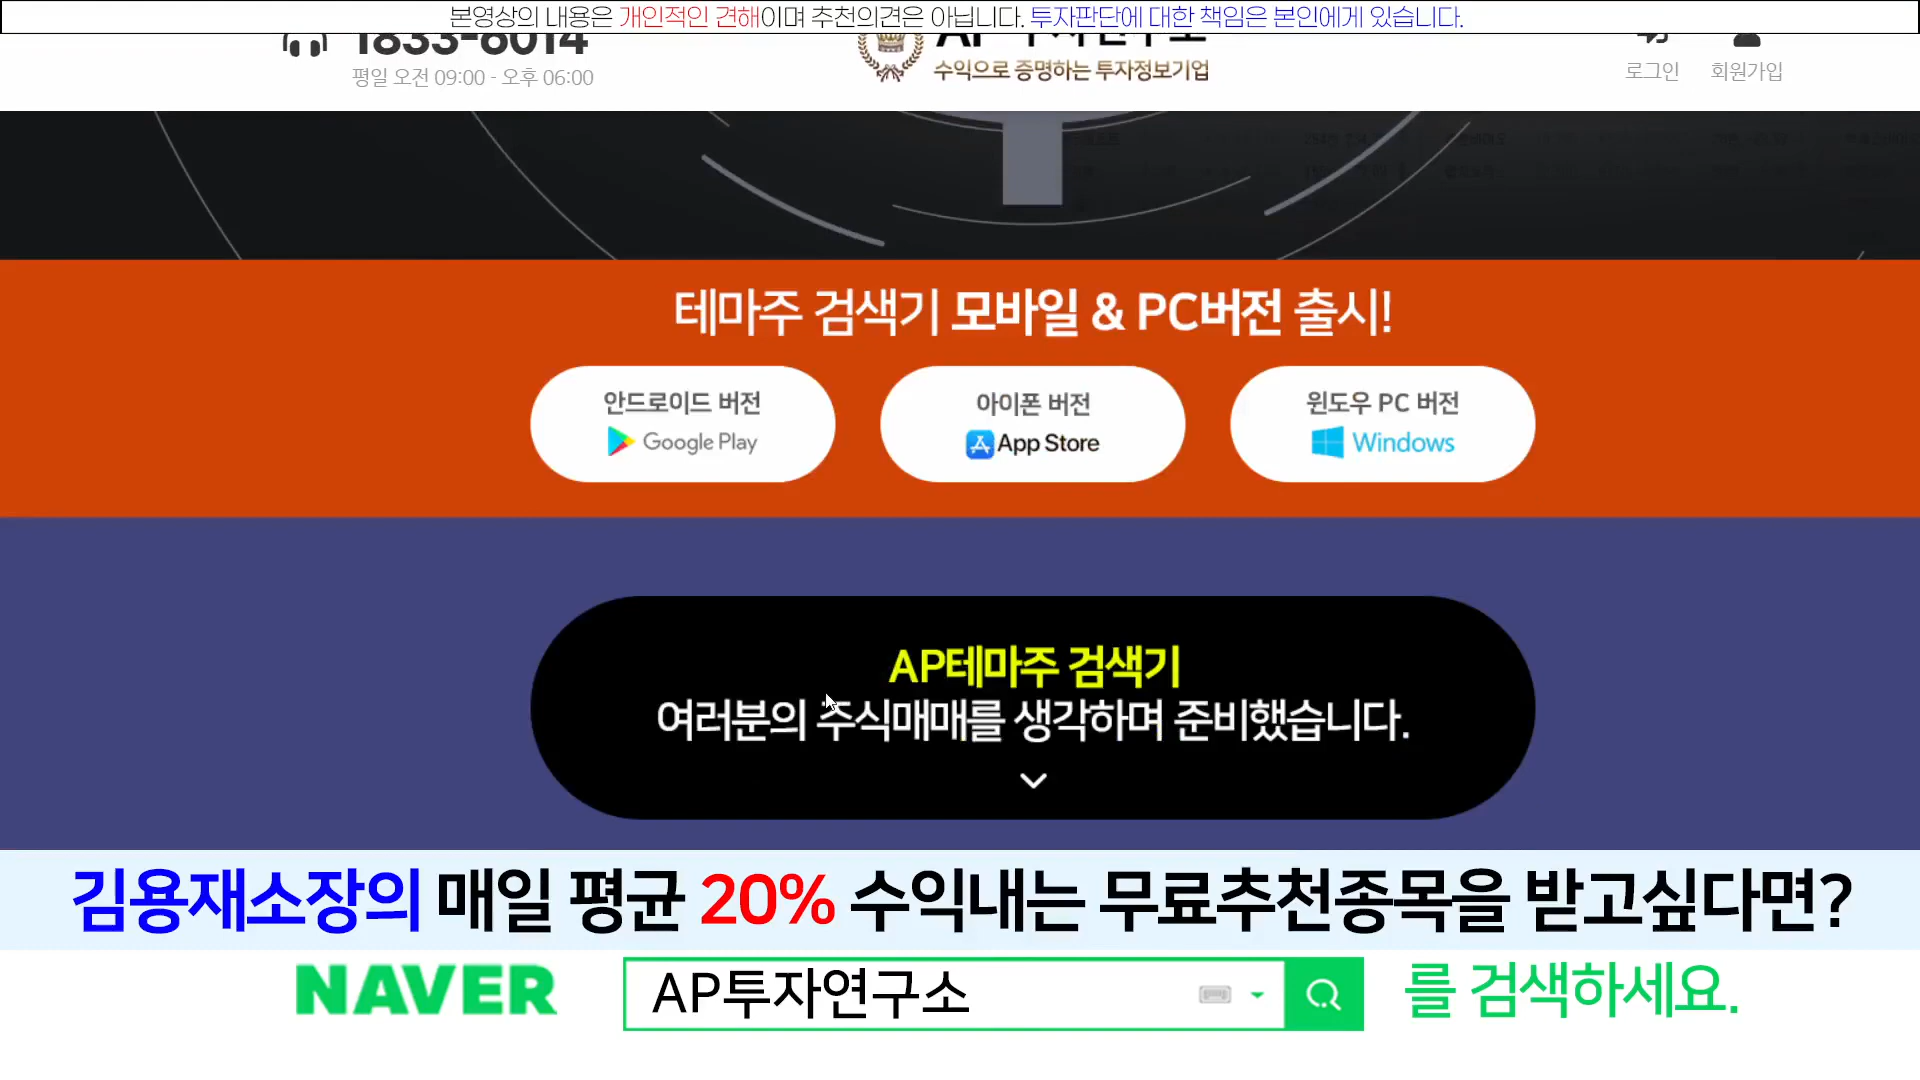 본영상의 내용은 개인적인 견해이며 추천의견은 아닙니다. 투자판단에 대한 책임은 본인에게 있습니다.
1833-6014
평일 오전 09:00 - 오후 06:00
AP투자연구소
수익으로 증명하는 투자정보기업
로그인 회원가입
테마주 검색기 모바일 & PC버전 출시!
안드로이드 버전
Google Play
아이폰 버전
App Store
윈도우 PC 버전
Windows
AP테마주 검색기
여러분의 주식매매를 생각하며 준비했습니다.
김용재소장의 매일 평균 20% 수익내는 무료추천종목을 받고싶다면?
NAVER AP투자연구소 를 검색하세요.